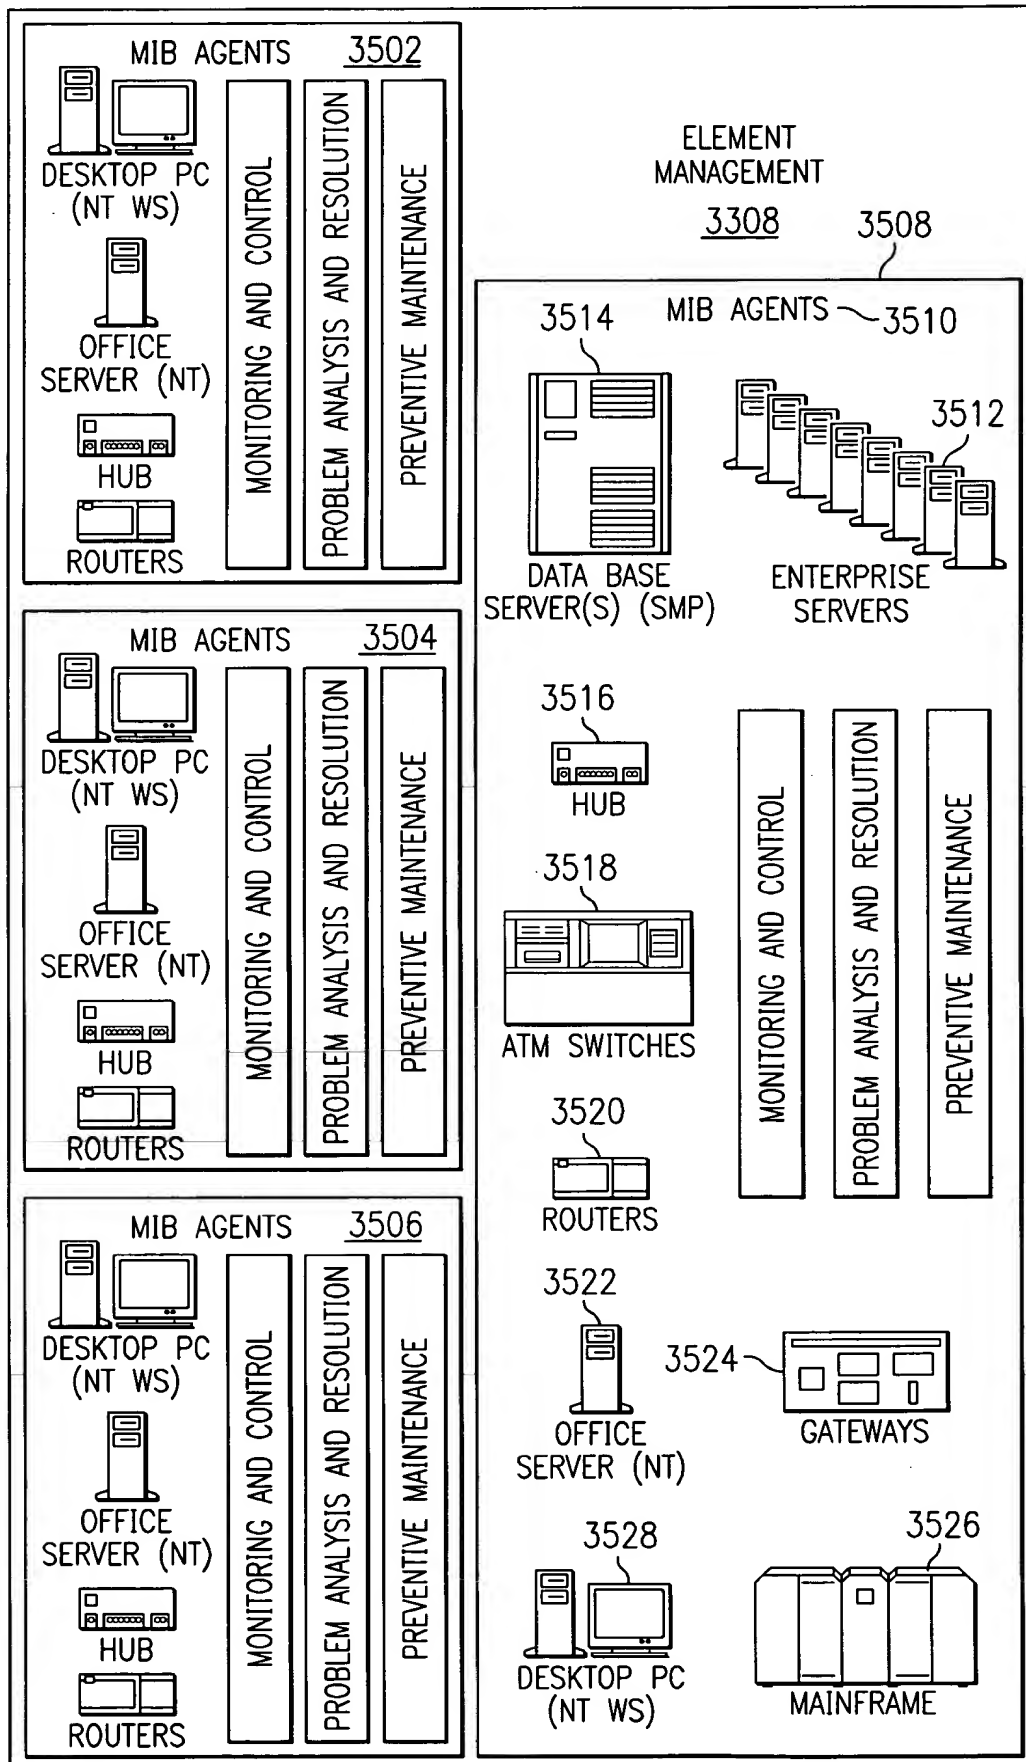 MIB AGENTS 3502
DESKTOP PC
(NT WS)
OFFICE
SERVER (NT)
HUB
ROUTERS
MONITORING AND CONTROL
PROBLEM ANALYSIS AND RESOLUTION
PREVENTIVE MAINTENANCE
MIB AGENTS 3504
DESKTOP PC
(NT WS)
OFFICE
SERVER (NT)
HUB
ROUTERS
MONITORING AND CONTROL
PROBLEM ANALYSIS AND RESOLUTION
PREVENTIVE MAINTENANCE
MIB AGENTS 3506
DESKTOP PC
(NT WS)
OFFICE
SERVER (NT)
HUB
ROUTERS
MONITORING AND CONTROL
PROBLEM ANALYSIS AND RESOLUTION
PREVENTIVE MAINTENANCE
ELEMENT
MANAGEMENT
3308
3508
MIB AGENTS 3510
3514
DATA BASE
SERVER(S) (SMP)
3512
ENTERPRISE
SERVERS
3516
HUB
3518
ATM SWITCHES
3520
ROUTERS
MONITORING AND CONTROL
PROBLEM ANALYSIS AND RESOLUTION
PREVENTIVE MAINTENANCE
3522
OFFICE
SERVER (NT)
3524
GATEWAYS
3528
DESKTOP PC
(NT WS)
3526
MAINFRAME